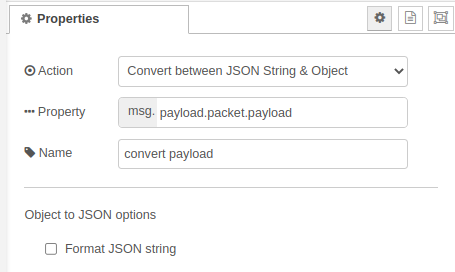 Properties
Action
Convert between JSON String & Object
Property
msg. payload.packet.payload
Name
convert payload
Object to JSON options
Format JSON string